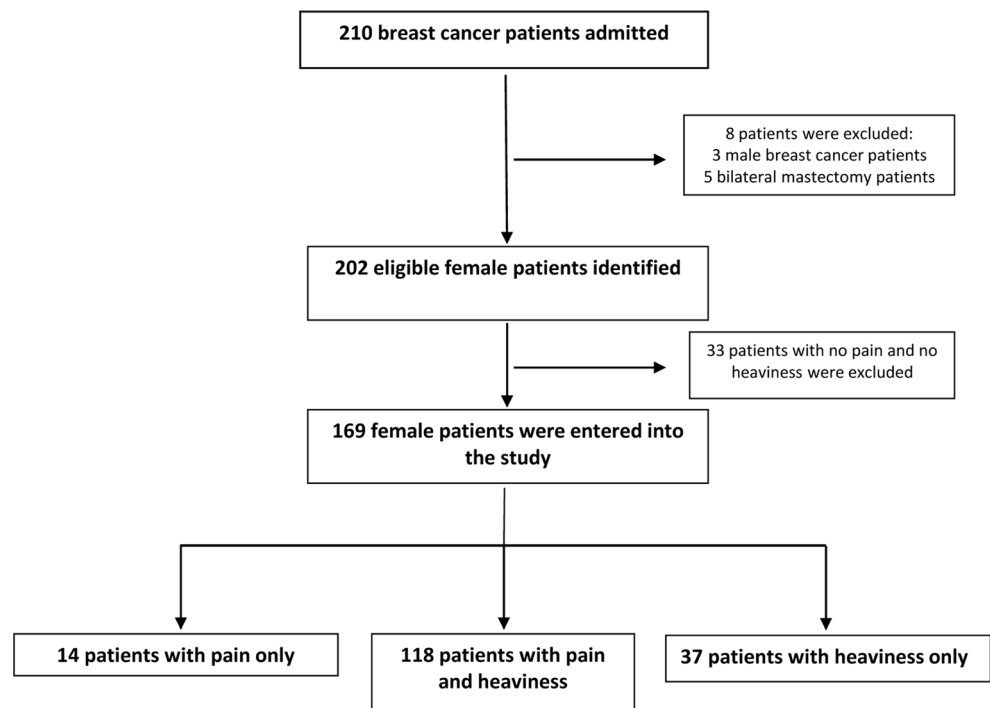 210 breast cancer patients admitted
8 patients were excluded:
3 male breast cancer patients
5 bilateral mastectomy patients
202 eligible female patients identified
33 patients with no pain and no
heaviness were excluded
169 female patients were entered into
the study
14 patients with pain only
118 patients with pain
and heaviness
37 patients with heaviness only